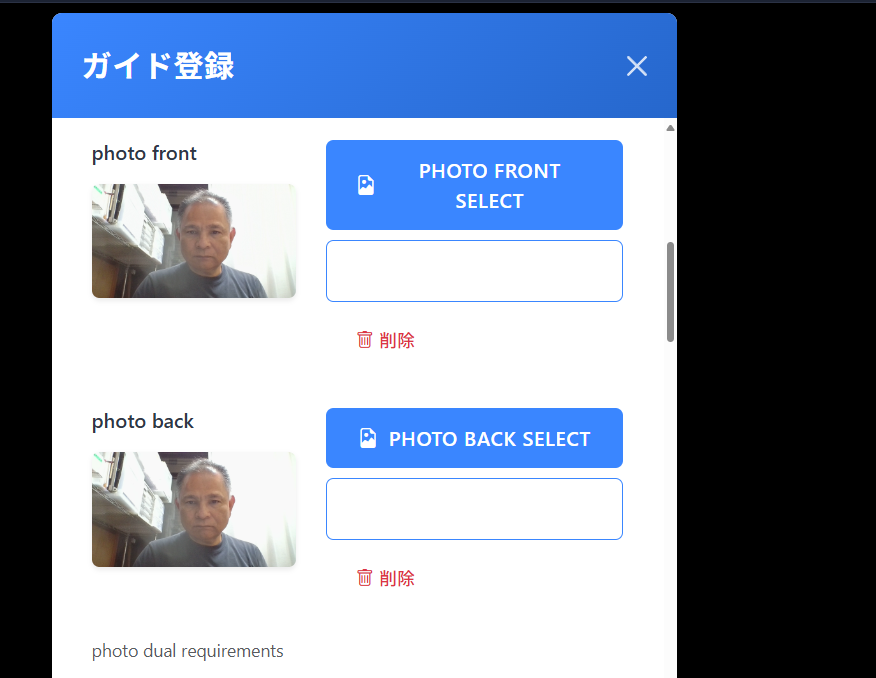 ガイド登録
photo front
PHOTO FRONT
SELECT
削除
photo back
PHOTO BACK SELECT
削除
photo dual requirements